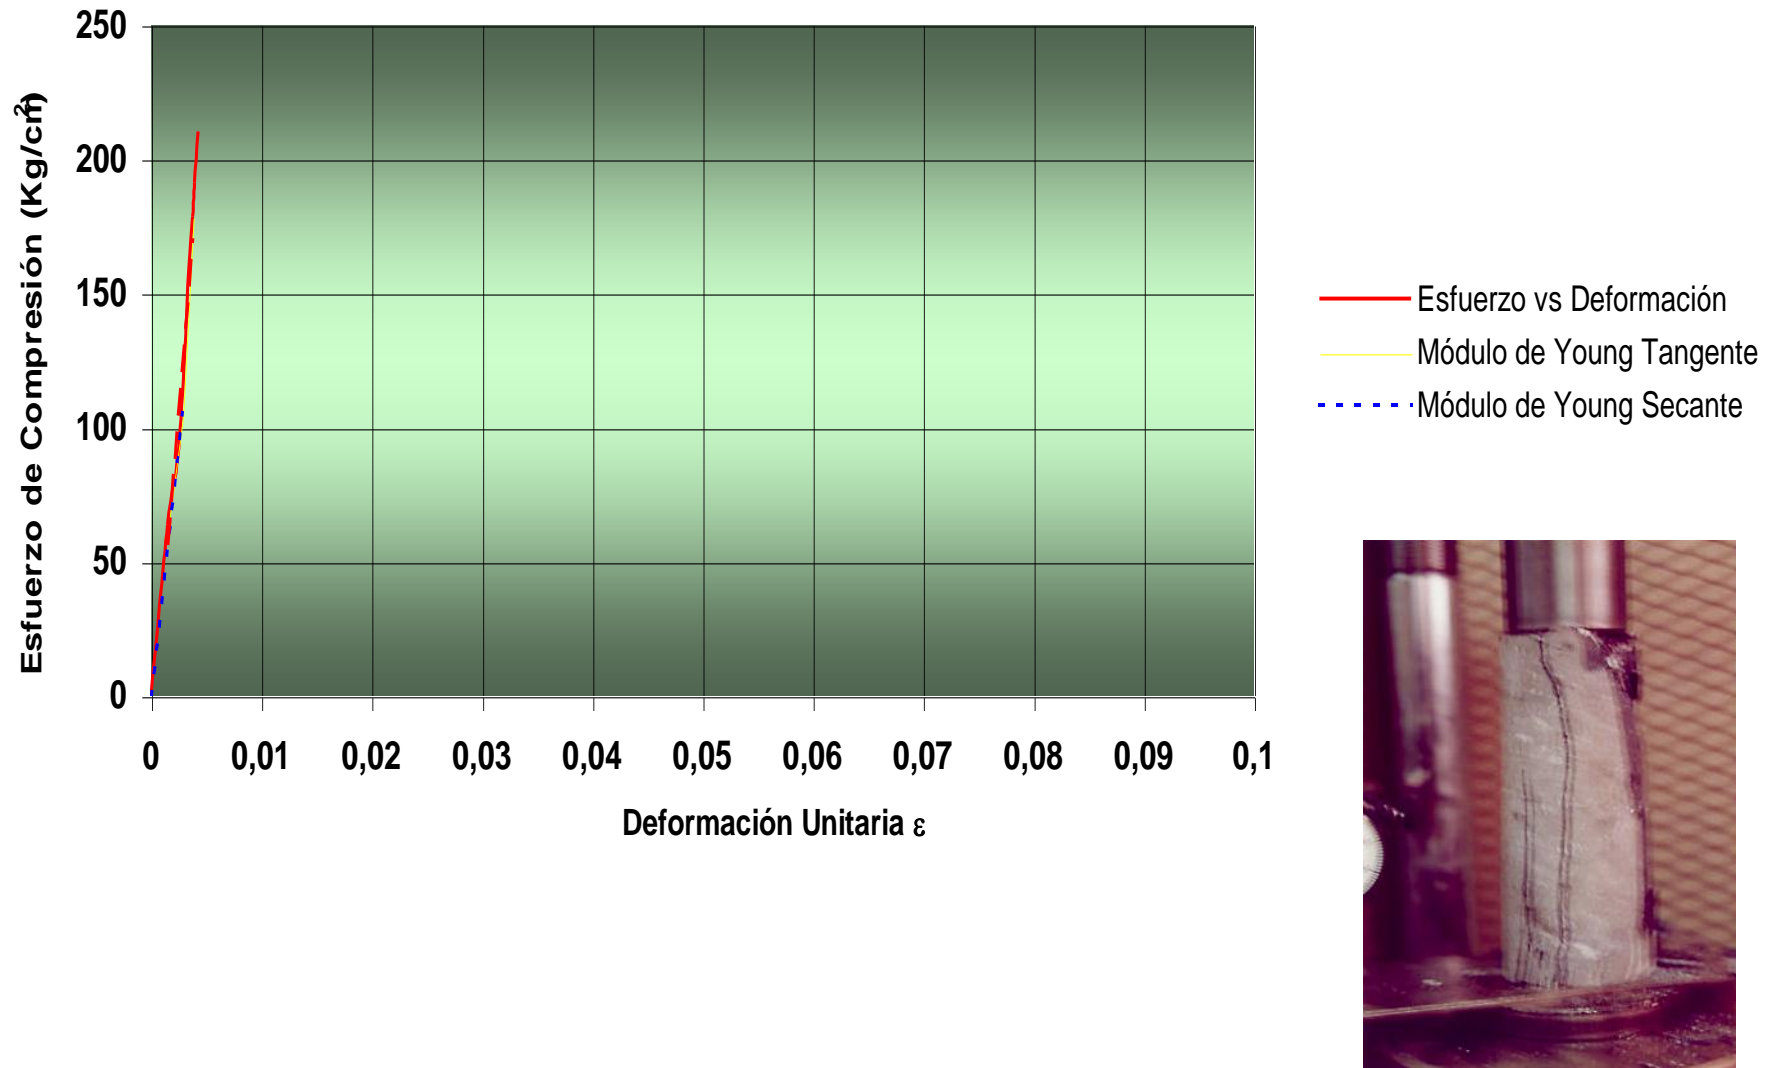 250
200
150
100
50
0
Esfuerzo de Compresión (Kg/cm2)
0 0,01 0,02 0,03 0,04 0,05 0,06 0,07 0,08 0,09 0,1
Deformación Unitaria ε
Esfuerzo vs Deformación
Módulo de Young Tangente
Módulo de Young Secante